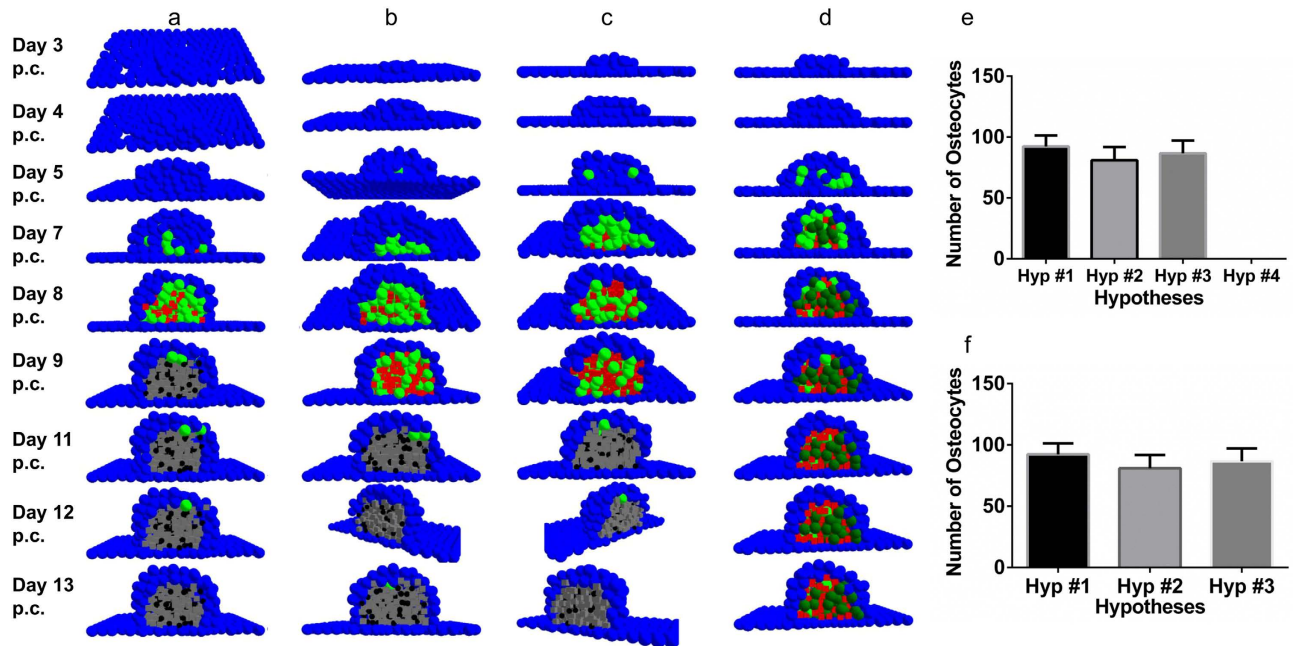 a b c d e
Day 3
p.c.
Day 4
p.c.
Day 5
p.c.
Day 7
p.c.
Day 8
p.c.
Day 9
p.c.
Day 11
p.c.
Day 12
p.c.
Day 13
p.c.
Number of Osteocytes
150
100
50
0
Hyp #1 Hyp #2 Hyp #3 Hyp #4
Hypotheses
f
Number of Osteocytes
150
100
50
0
Hyp #1 Hyp #2 Hyp #3
Hypotheses